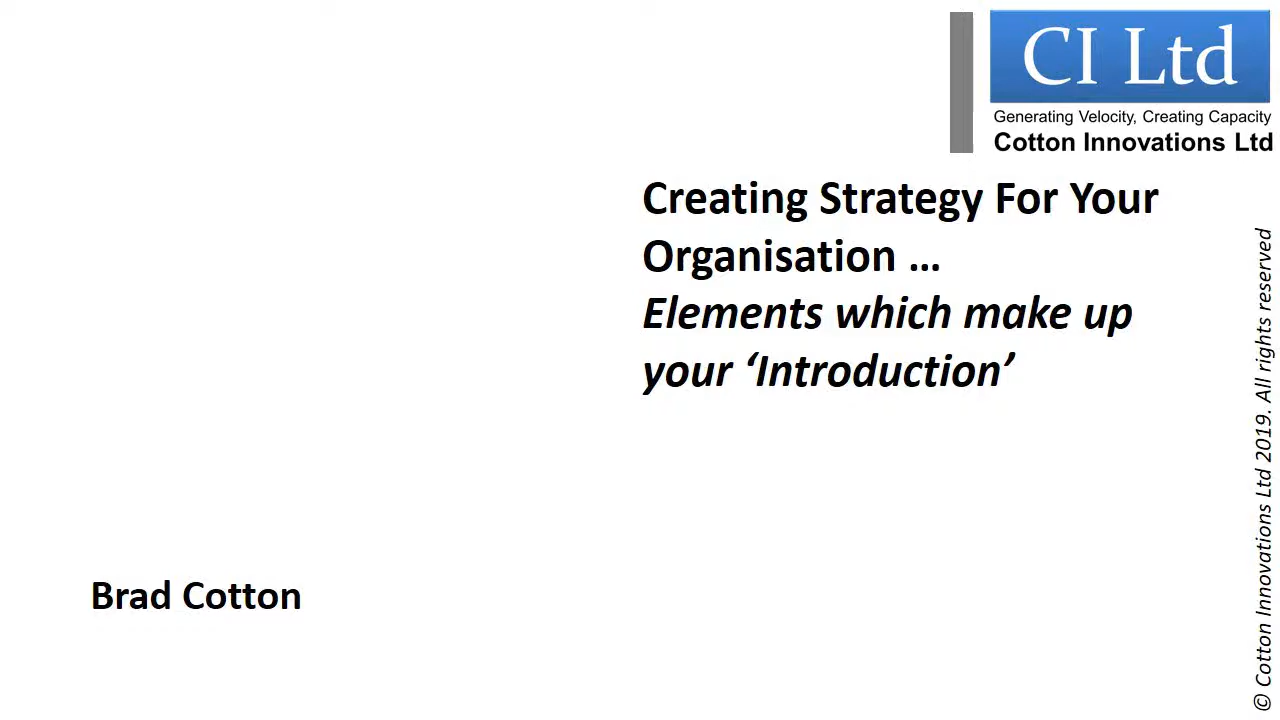 CI Ltd
Generating Velocity, Creating Capacity
Cotton Innovations Ltd
Creating Strategy For Your
Organisation …
Elements which make up
your ‘Introduction’
Brad Cotton
© Cotton Innovations Ltd 2019. All rights reserved